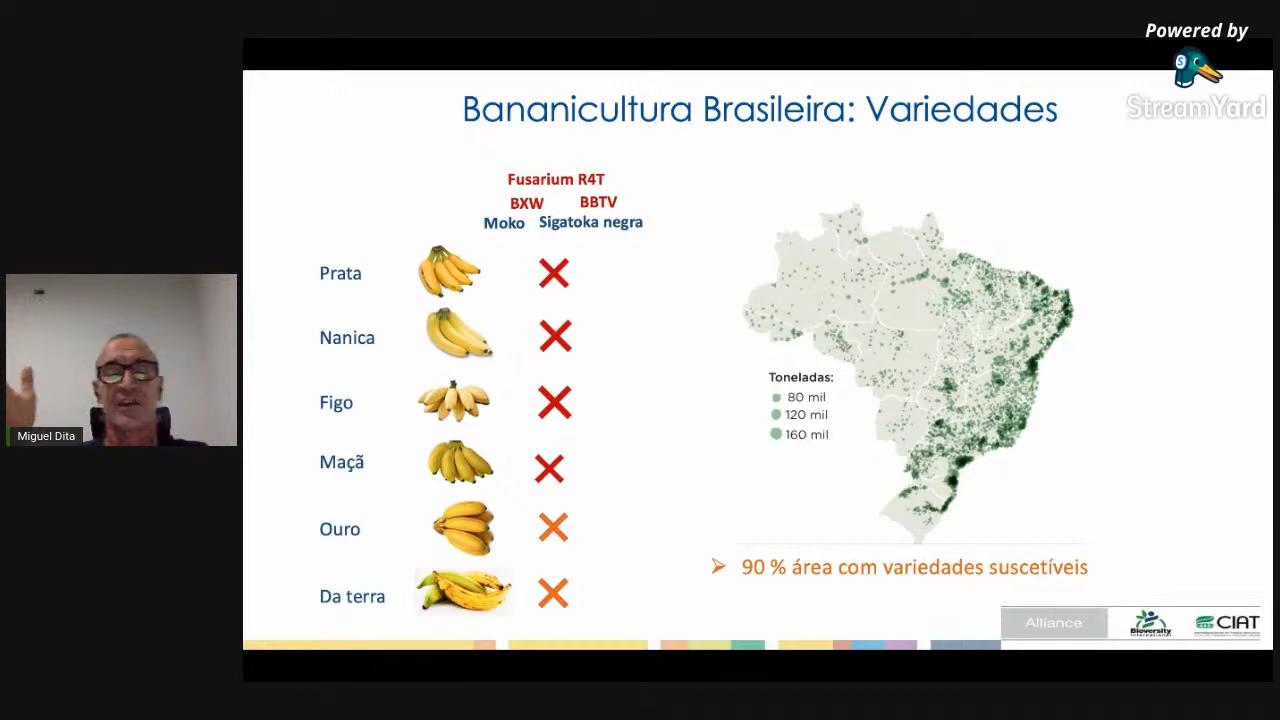 Powered by
StreamYard
Bananicultura Brasileira: Variedades
Fusarium R4T
BXW BBTV
Moko Sigatoka negra
Prata
Nanica
Figo
Maçã
Ouro
Da terra
Toneladas:
80 mil
120 mil
160 mil
90 % área com variedades suscetíveis
Miguel Dita
Alliance
Bioversity
International
CIAT